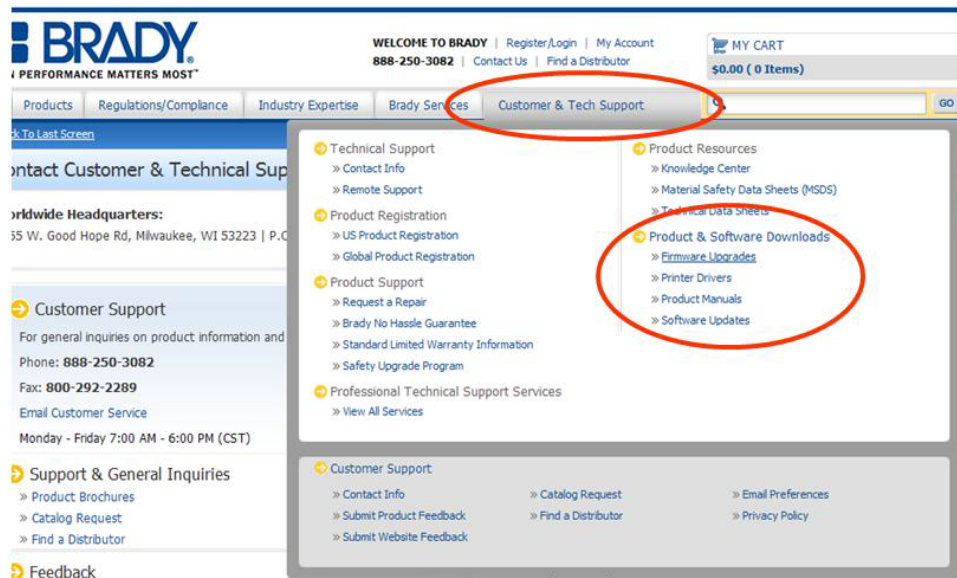 BRADY.
WELCOME TO BRADY | Register/Login | My Account
888-250-3082 | Contact Us | Find a Distributor
MY CART
$0.00 ( 0 Items)
PERFORMANCE MATTERS MOST™
Products
Regulations/Compliance
Industry Expertise
Brady Services
Customer & Tech Support
GO
To Last Screen
Customer & Technical Sup
Headquarters:
W. Good Hope Rd, Milwaukee, WI 53223 | P.O
Customer Support
For general inquiries on product information and
Phone: 888-250-3082
Fax: 800-292-2289
Email Customer Service
Monday - Friday 7:00 AM - 6:00 PM (CST)
Support & General Inquiries
» Product Brochures
» Catalog Request
» Find a Distributor
Feedback
Technical Support
» Contact Info
» Remote Support
Product Registration
» US Product Registration
» Global Product Registration
Product Support
» Request a Repair
» Brady No Hassle Guarantee
» Standard Limited Warranty Information
» Safety Upgrade Program
Professional Technical Support Services
» View All Services
Product Resources
» Knowledge Center
» Material Safety Data Sheets (MSDS)
» Technical Data Sheets
Product & Software Downloads
» Firmware Upgrades
» Printer Drivers
» Product Manuals
» Software Updates
Customer Support
» Contact Info
» Submit Product Feedback
» Submit Website Feedback
» Catalog Request
» Find a Distributor
» Email Preferences
» Privacy Policy